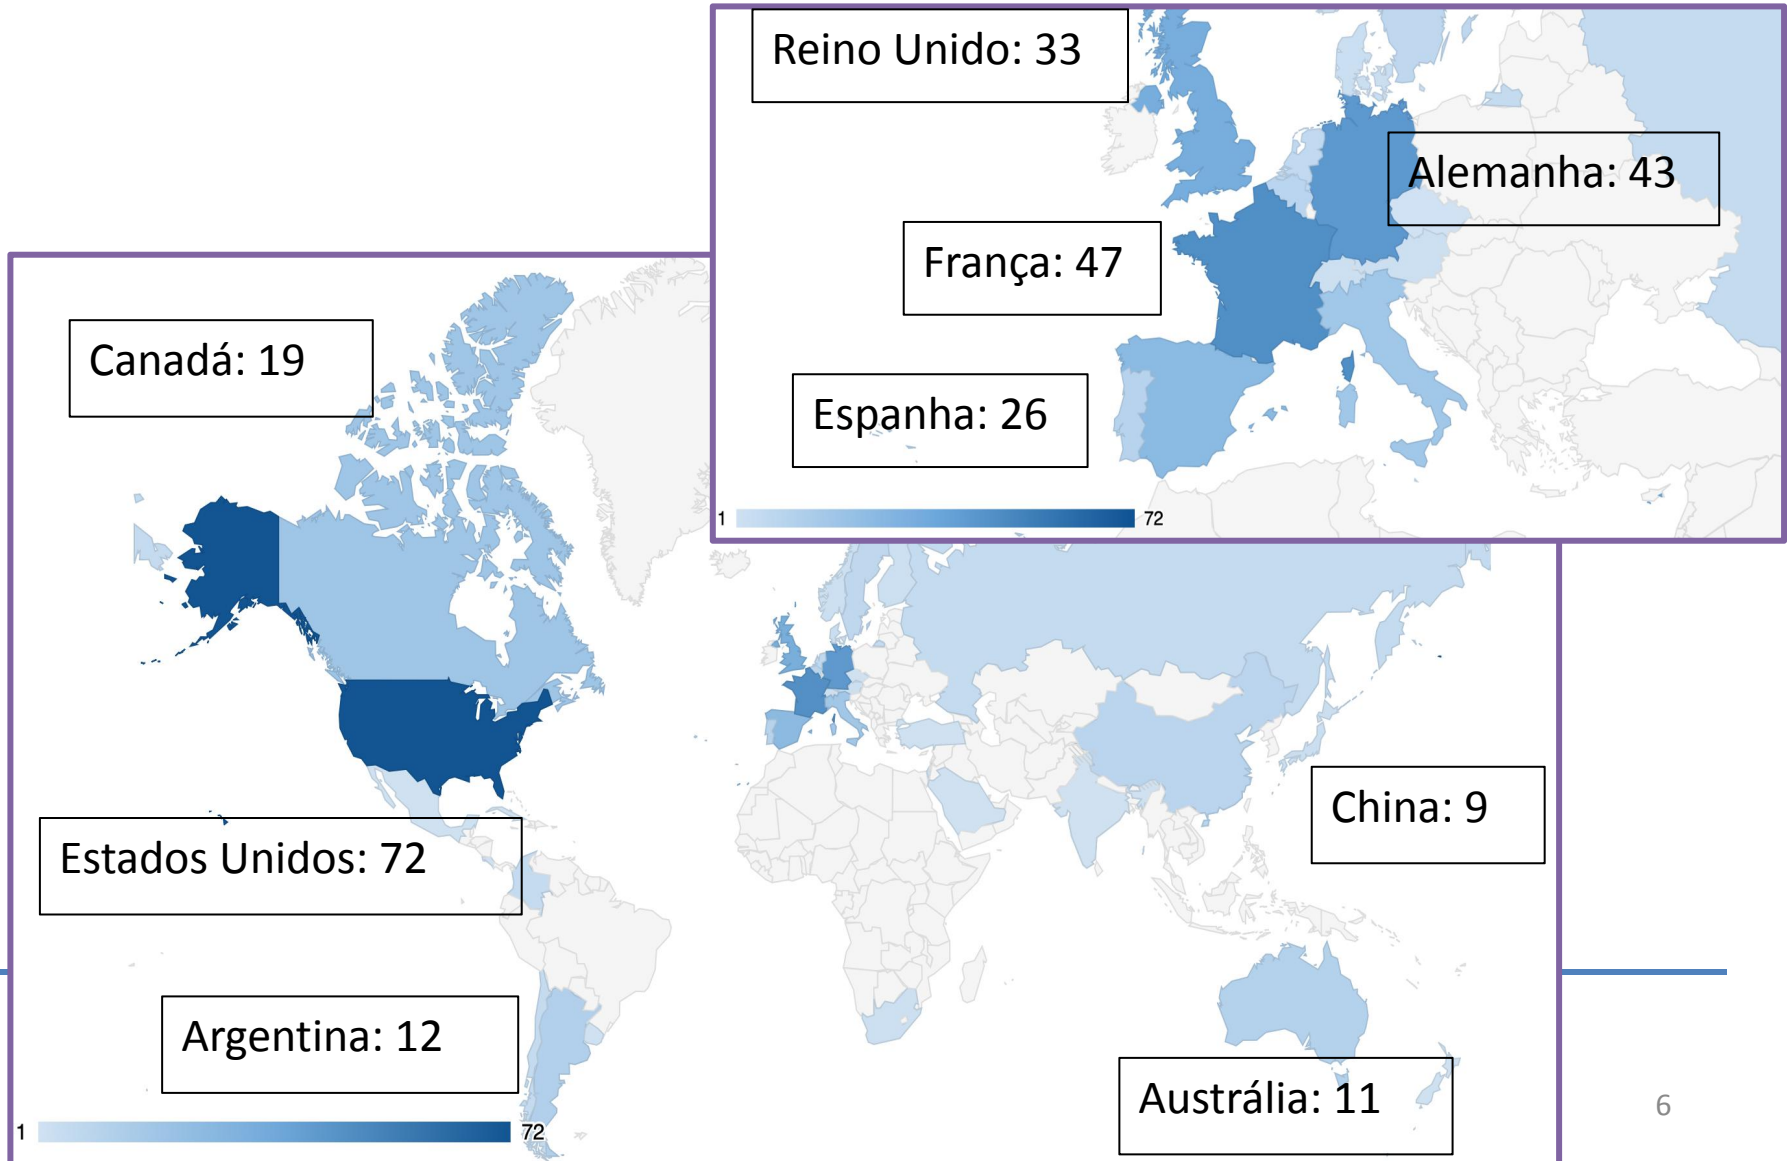 Reino Unido: 33
Alemanha: 43
França: 47
Espanha: 26
1 72
Canadá: 19
Estados Unidos: 72
China: 9
Argentina: 12
Austrália: 11
1 72
6